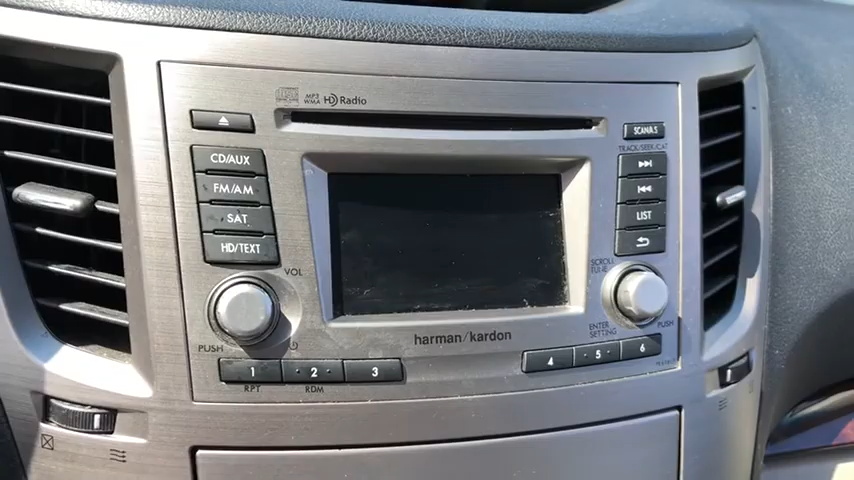 MP3
WMA
HD Radio
SCAN/AS
TRACK/SEEK/CAT
CD/AUX
FM/AM
SAT
LIST
HD/TEXT
VOL
SCROLL
TUNE
harman/kardon
ENTER
SETTING
PUSH
PUSH
1
2
3
4
5
6
RPT
RDM